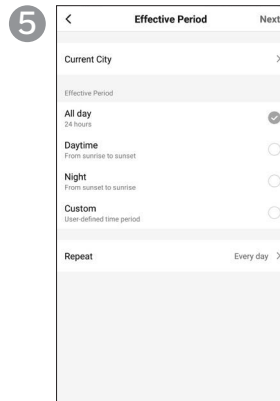 5
Effective Period Next
Current City
Effective Period
All day
24 hours
Daytime
From sunrise to sunset
Night
From sunset to sunrise
Custom
User-defined time period
Repeat Every day